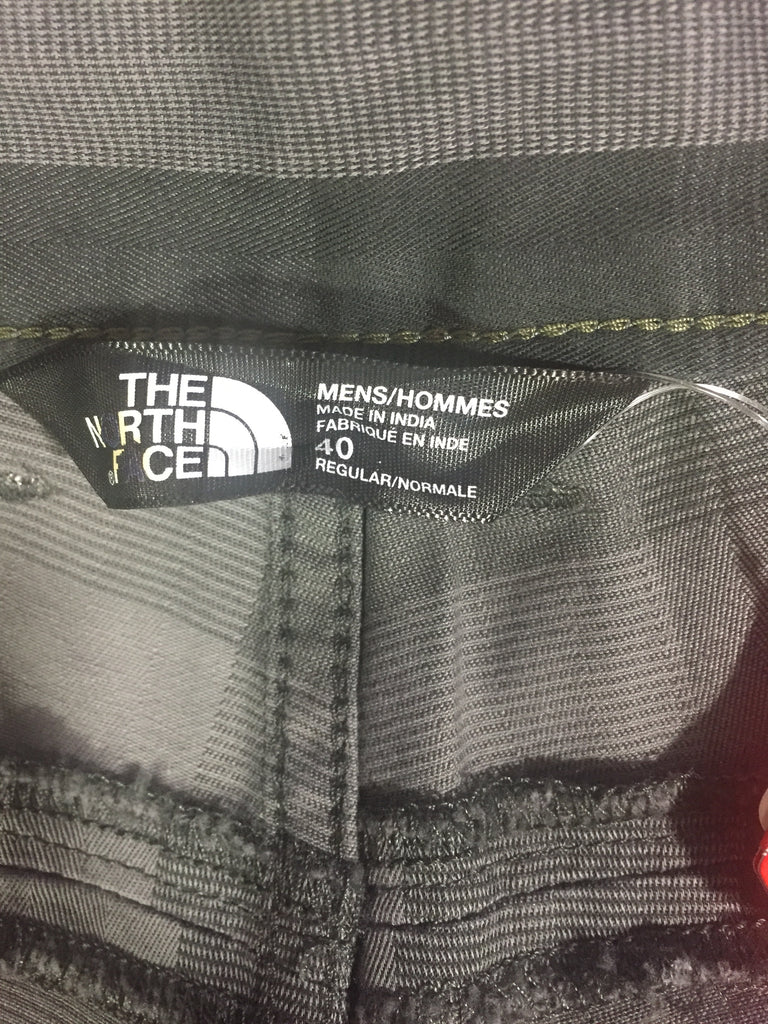 THE
NORTH
FACE
MENS/HOMMES
MADE IN INDIA
FABRIQUÉ EN INDE
40
REGULAR/NORMALE